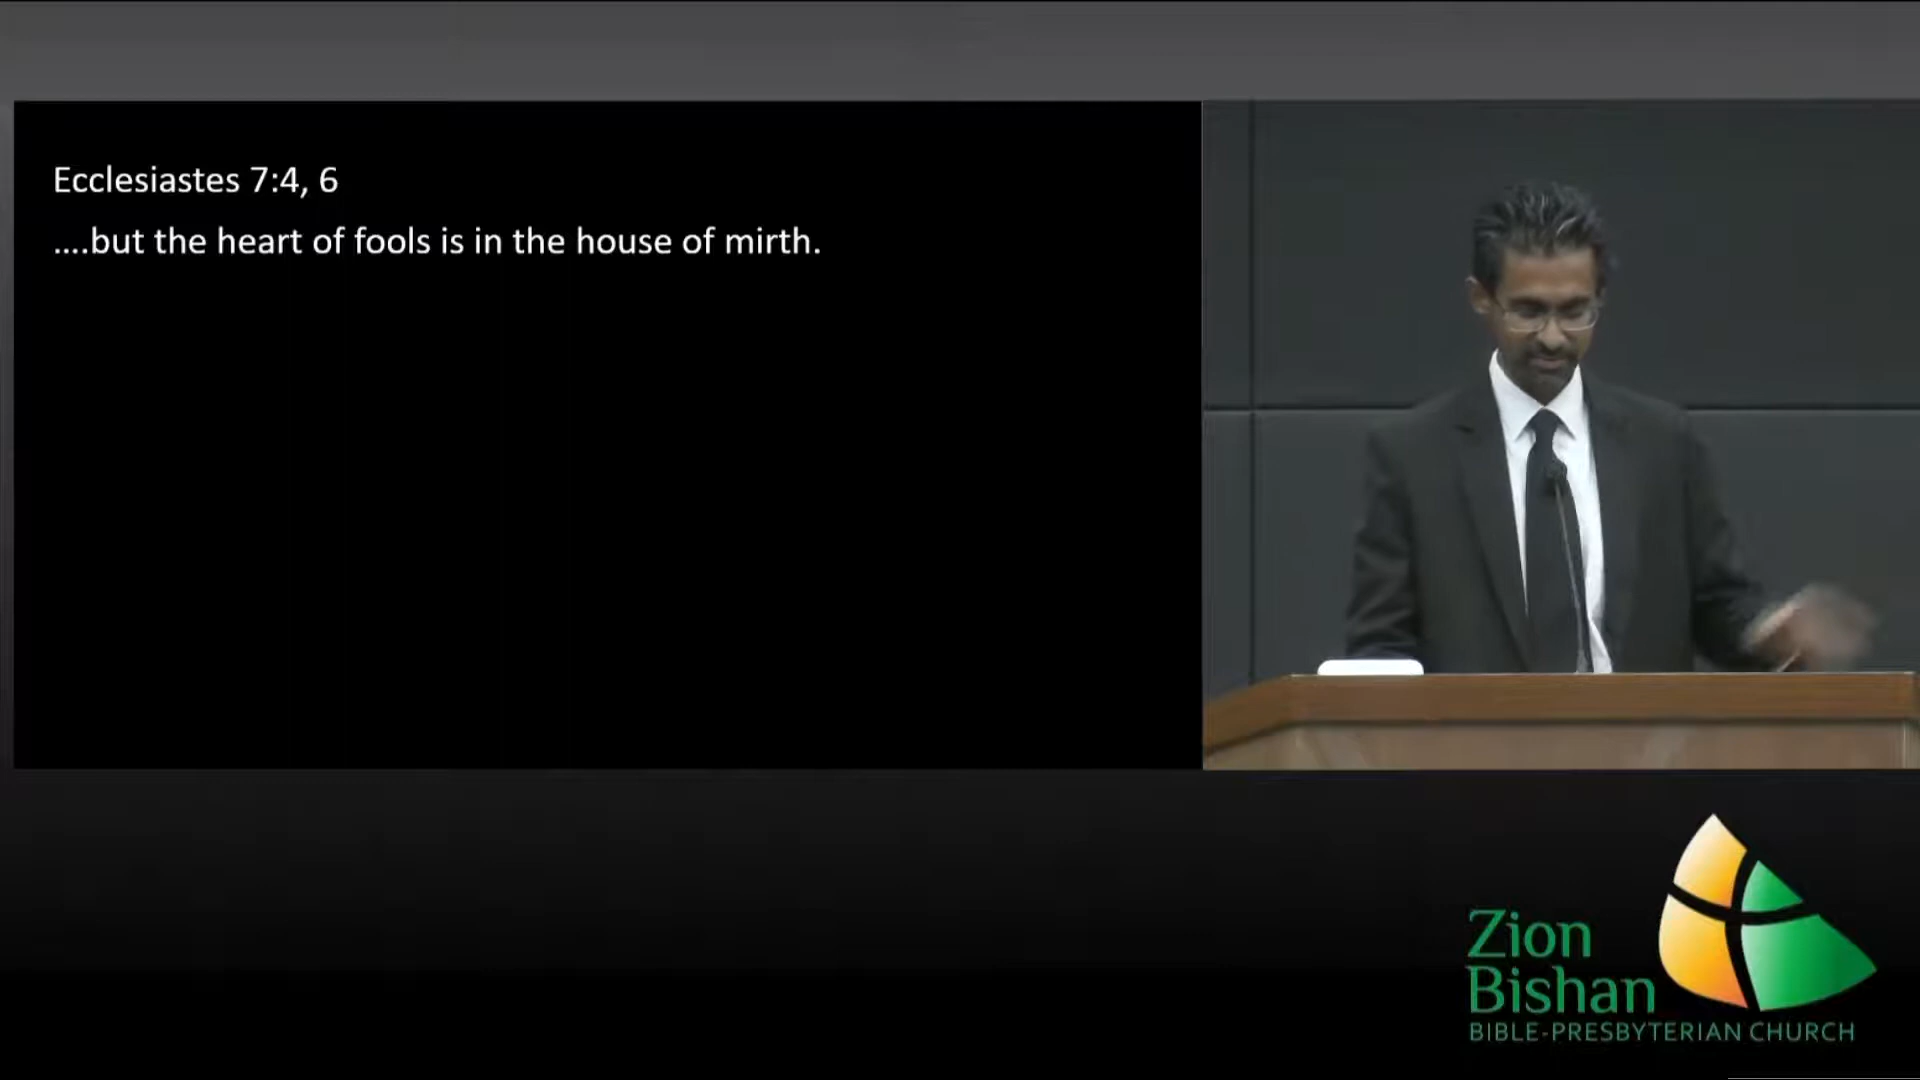 Ecclesiastes 7:4, 6
....but the heart of fools is in the house of mirth.
Zion
Bishan
BIBLE-PRESBYTERIAN CHURCH